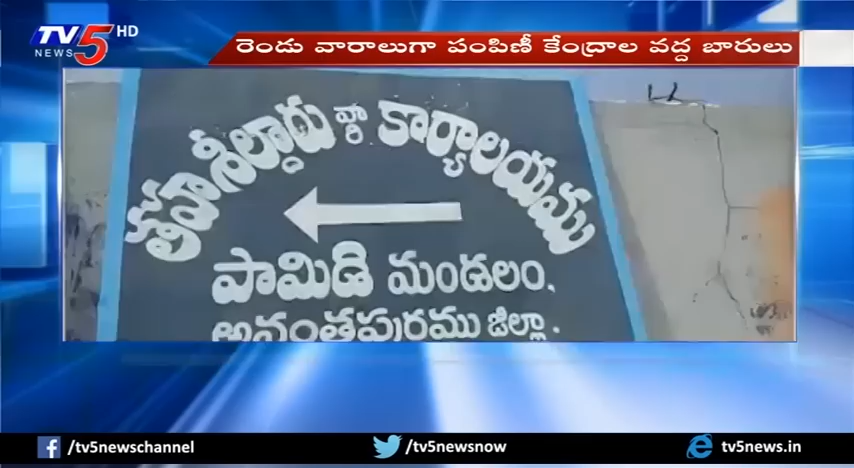 TV5 HD
NEWS
రెండు వారాలుగా పంపిణీ కేంద్రాల వద్ద బారులు
తహసీల్దారు వారి కార్యాలయము
పామిడి మండలం.
అనంతపురము జిల్లా.
/tv5newschannel
/tv5newsnow
tv5news.in